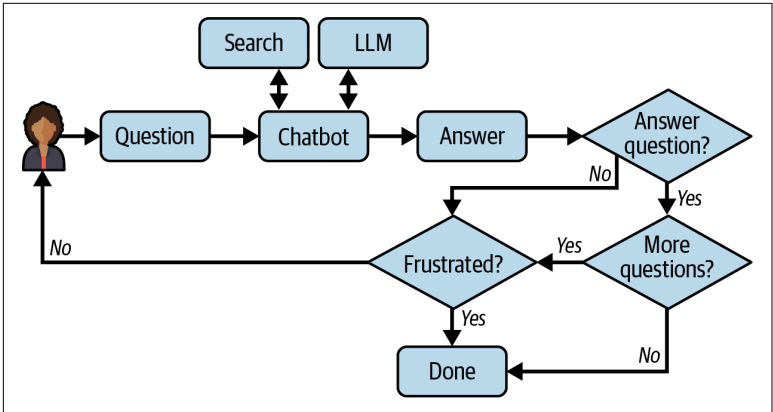 Search
LLM
Question
Chatbot
Answer
Answer
question?
No
Yes
No
Frustrated?
Yes
More
questions?
Yes
No
Done